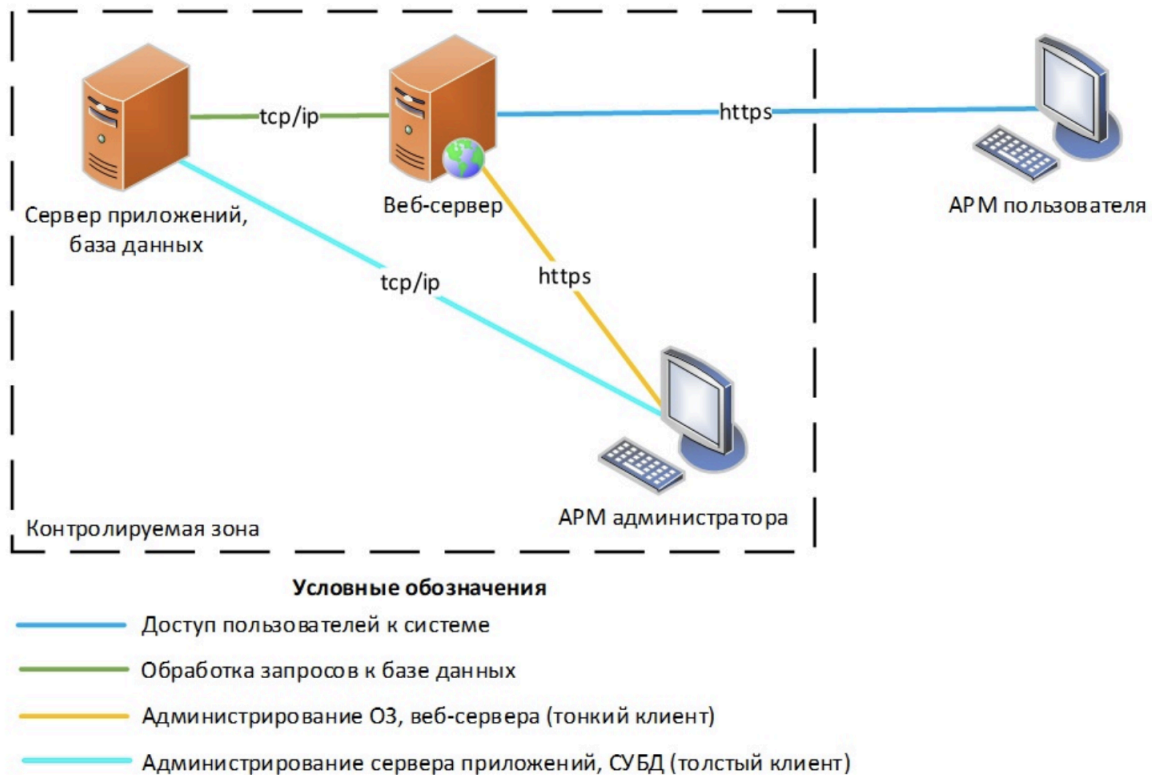 tcp/ip
https
Сервер приложений,
база данных
Веб-сервер
АРМ пользователя
tcp/ip
https
АРМ администратора
Контролируемая зона
Условные обозначения
Доступ пользователей к системе
Обработка запросов к базе данных
Администрирование ОЗ, веб-сервера (тонкий клиент)
Администрирование сервера приложений, СУБД (толстый клиент)